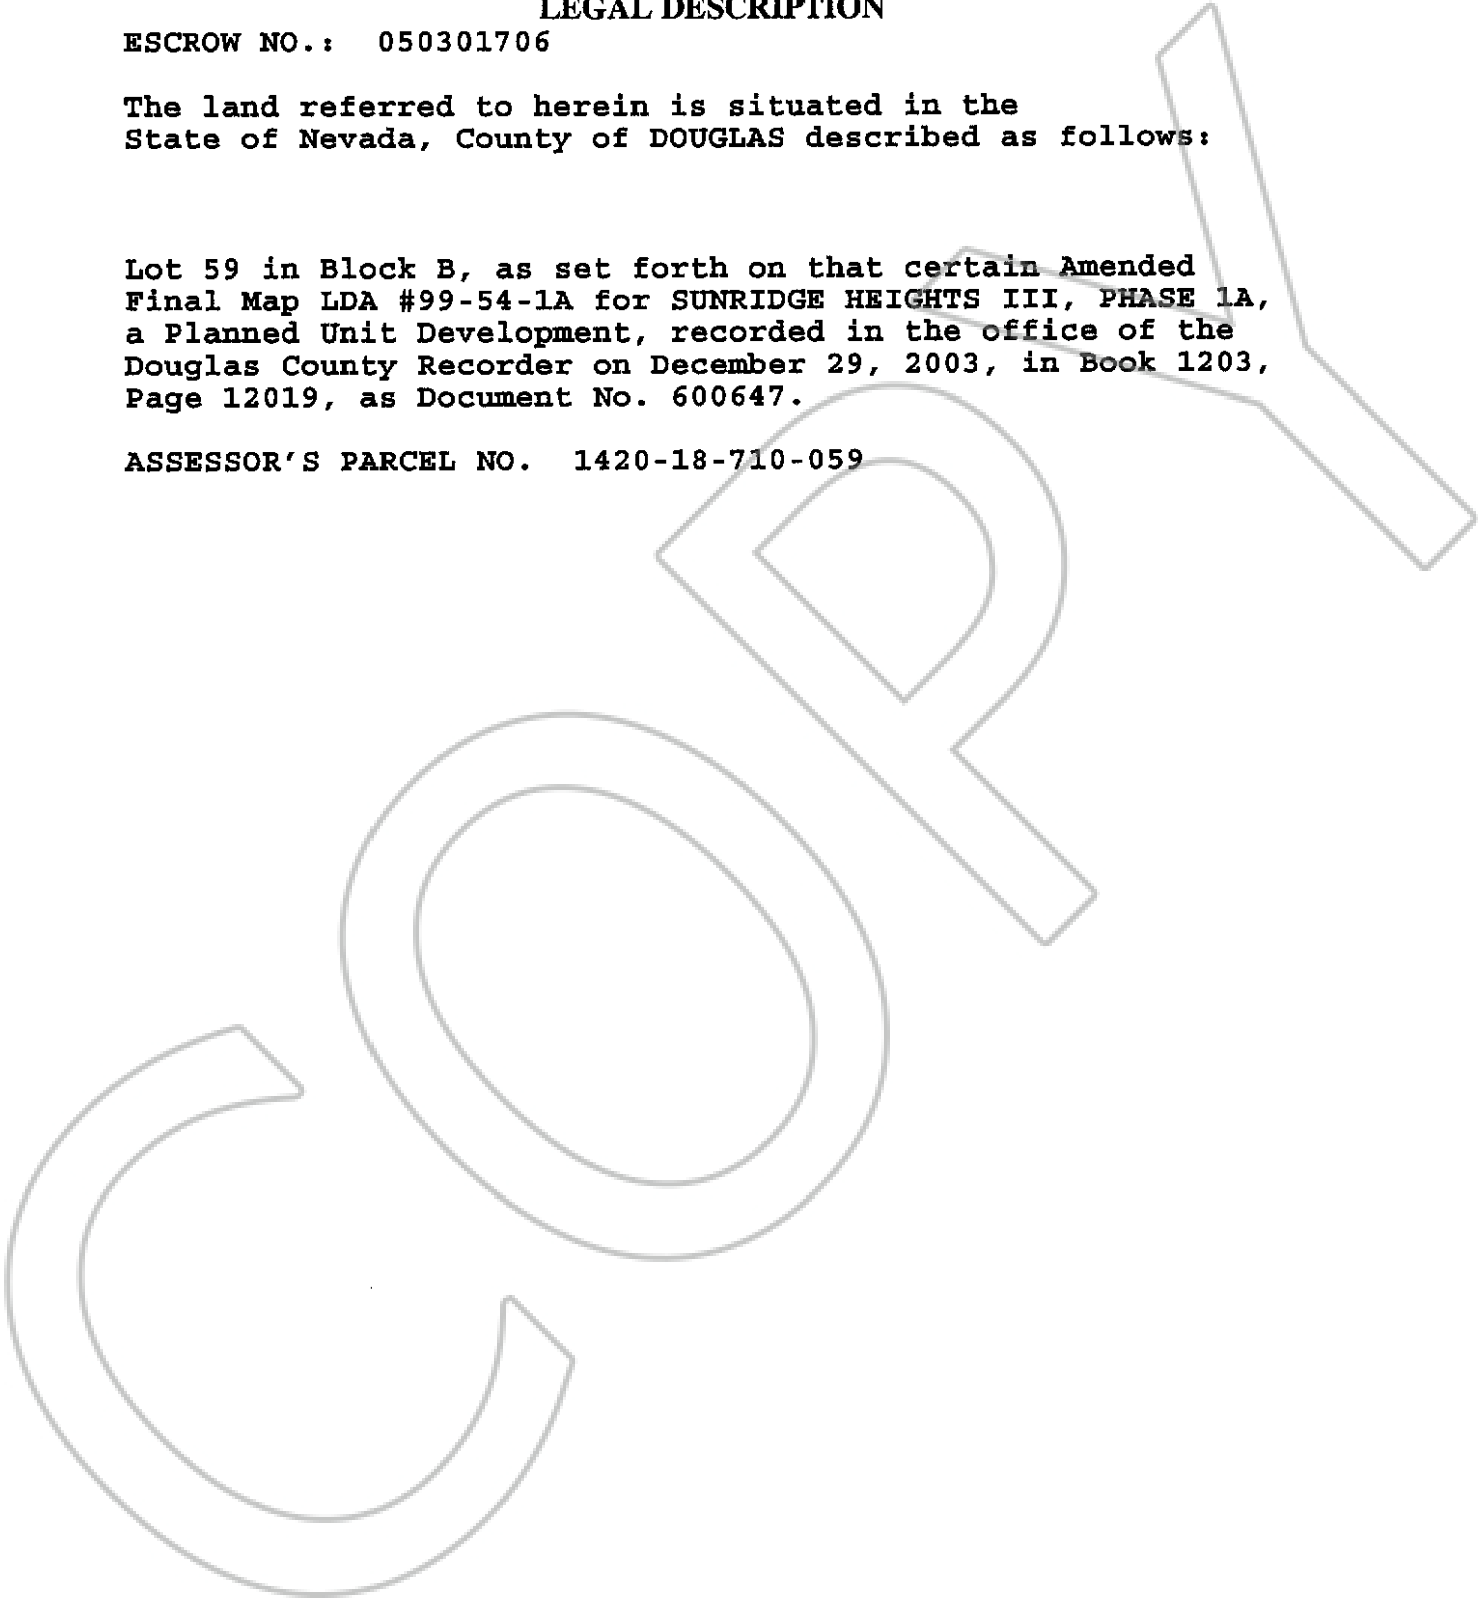 LEGAL DESCRIPTION
ESCROW NO.: 050301706
The land referred to herein is situated in the
State of Nevada, County of DOUGLAS described as follows:
Lot 59 in Block B, as set forth on that certain Amended
Final Map LDA #99-54-1A for SUNRIDGE HEIGHTS III, PHASE 1A,
a Planned Unit Development, recorded in the office of the
Douglas County Recorder on December 29, 2003, in Book 1203,
Page 12019, as Document No. 600647.
ASSESSOR'S PARCEL NO. 1420-18-710-059
COPY